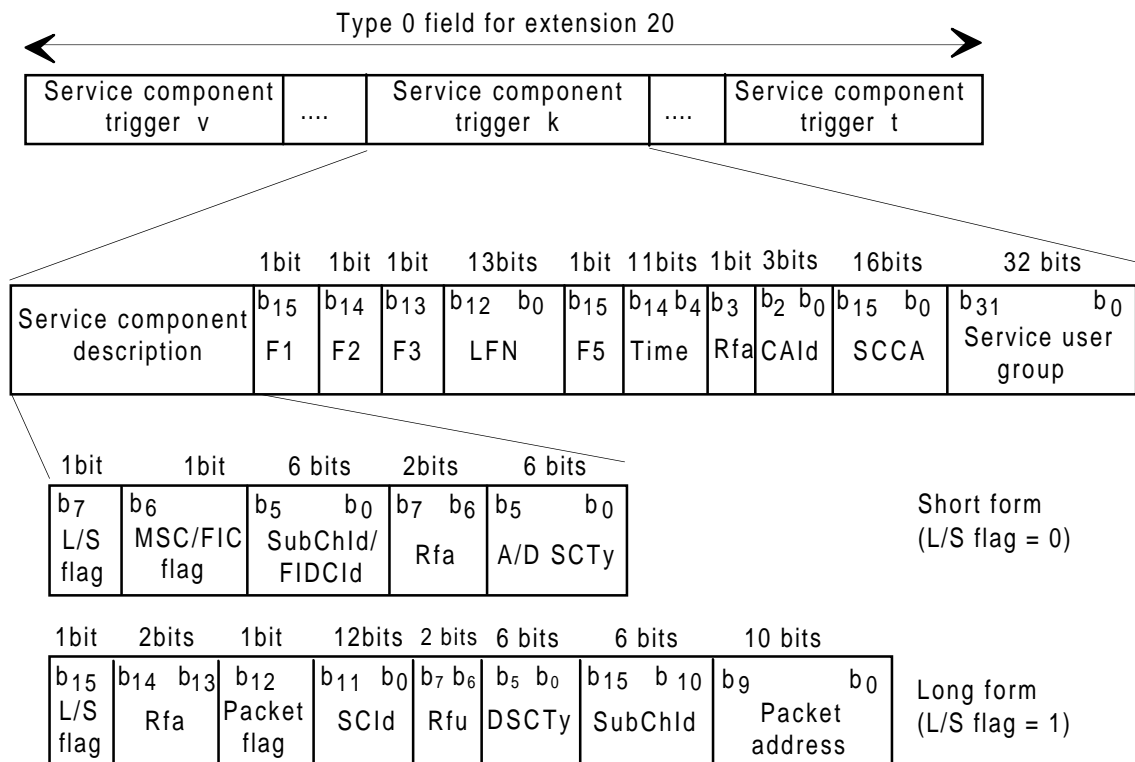 Type 0 field for extension 20
Service component trigger v
....
Service component trigger k
....
Service component trigger t
1bit 1bit 1bit 13bits 1bit 11bits 1bit 3bits 16bits 32 bits
Service component description
b15 F1
b14 F2
b13 F3
b12 b0 LFN
b15 F5
b14 b4 Time
b3 Rfa
b2 b0 CAId
b15 b0 SCCA
b31 b0 Service user group
1bit 1bit 6 bits 2bits 6 bits
b7 L/S flag
b6 MSC/FIC flag
b5 b0 SubChId/ FIDCId
b7 b6 Rfa
b5 b0 A/D SCTy
Short form
(L/S flag = 0)
1bit 2bits 1bit 12bits 2 bits 6 bits 6 bits 10 bits
b15 L/S flag
b14 b13 Rfa
b12 Packet flag
b11 b0 SCId
b7 b6 Rfu
b5 b0 DSCTy
b15 b 10 SubChId
b9 b0 Packet address
Long form
(L/S flag = 1)